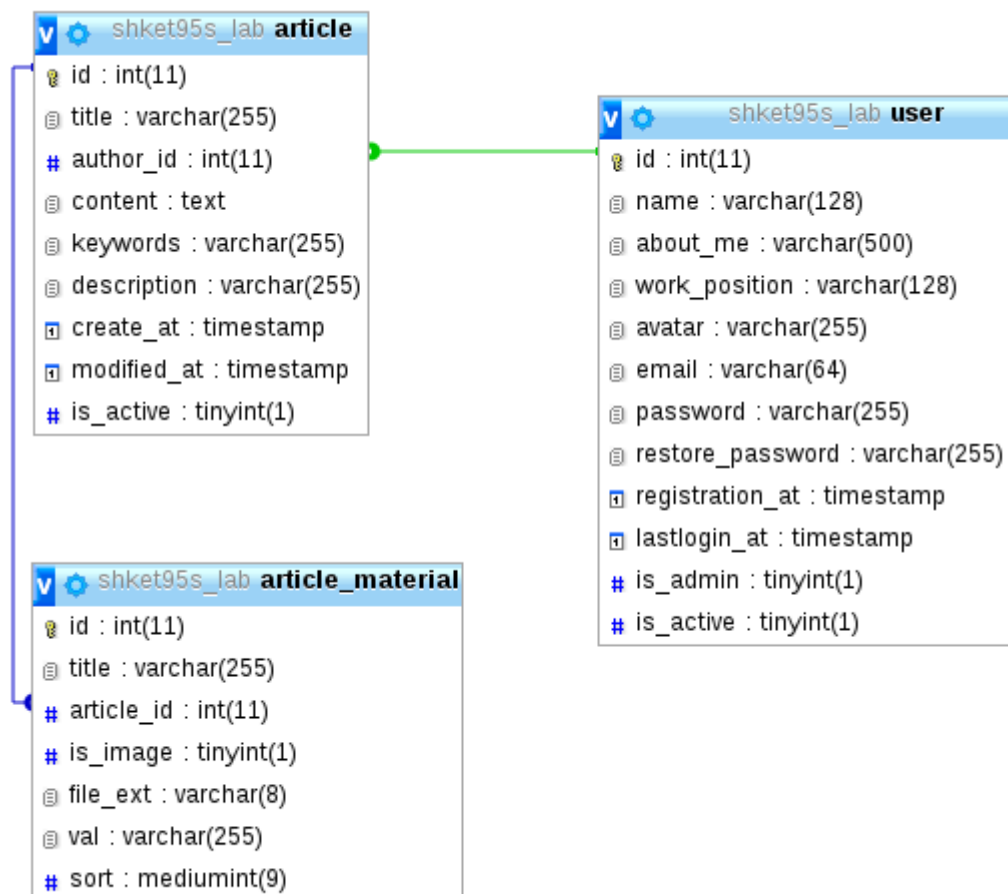 v shket95s_lab article
id : int(11)
title : varchar(255)
# author_id : int(11)
content : text
keywords : varchar(255)
description : varchar(255)
create_at : timestamp
modified_at : timestamp
# is_active : tinyint(1)
v shket95s_lab user
id : int(11)
name : varchar(128)
about_me : varchar(500)
work_position : varchar(128)
avatar : varchar(255)
email : varchar(64)
password : varchar(255)
restore_password : varchar(255)
registration_at : timestamp
lastlogin_at : timestamp
# is_admin : tinyint(1)
# is_active : tinyint(1)
v shket95s_lab article_material
id : int(11)
title : varchar(255)
# article_id : int(11)
# is_image : tinyint(1)
file_ext : varchar(8)
val : varchar(255)
# sort : mediumint(9)